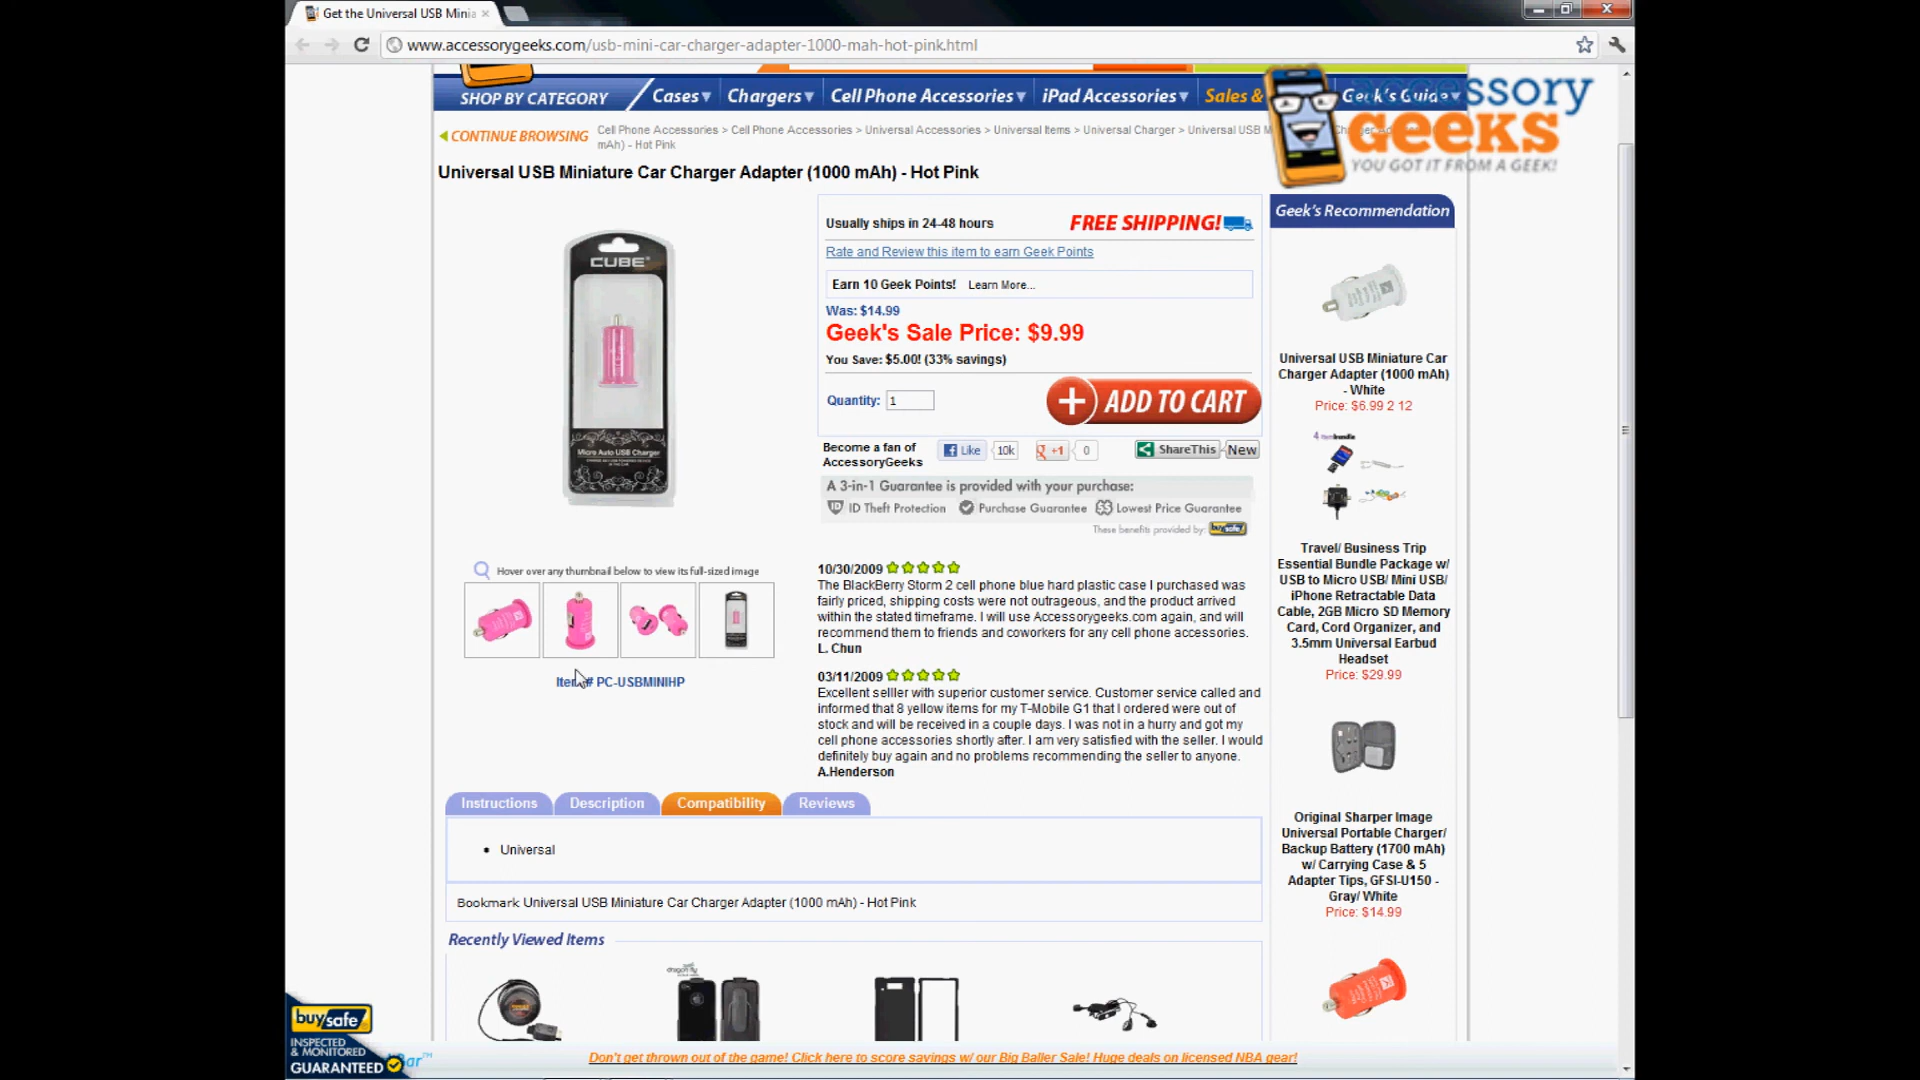 Get the Universal USB Minia
www.accessorygeeks.com/usb-mini-car-charger-adapter-1000-mah-hot-pink.html
SHOP BY CATEGORY
Cases
Chargers
Cell Phone Accessories
iPad Accessories
Sales &
Geek's Guide
accessory
GEEKS
YOU GOT IT FROM A GEEK!
CONTINUE BROWSING
Cell Phone Accessories > Cell Phone Accessories > Universal Accessories > Universal Items > Universal Charger > Universal USB
mAh) - Hot Pink
Universal USB Miniature Car Charger Adapter (1000 mAh) - Hot Pink
CUBE
Micro Auto USB Charger
Hover over any thumbnail below to view its full-sized image
Item# PC-USBMINIHP
Usually ships in 24-48 hours
FREE SHIPPING!
Rate and Review this item to earn Geek Points
Earn 10 Geek Points! Learn More...
Was: $14.99
Geek's Sale Price: $9.99
You Save: $5.00! (33% savings)
Quantity: 1
+ ADD TO CART
Become a fan of
AccessoryGeeks
Like 10k
+1 0
ShareThis New
A 3-in-1 Guarantee is provided with your purchase:
ID Theft Protection Purchase Guarantee Lowest Price Guarantee
These benefits provided by: buySAFE
10/30/2009
The BlackBerry Storm 2 cell phone blue hard plastic case I purchased was
fairly priced, shipping costs were not outrageous, and the product arrived
within the stated timeframe. I will use Accessorygeeks.com again, and will
recommend them to friends and coworkers for any cell phone accessories.
L. Chun
03/11/2009
Excellent selller with superior customer service. Customer service called and
informed that 8 yellow items for my T-Mobile G1 that I ordered were out of
stock and will be received in a couple days. I was not in a hurry and got my
cell phone accessories shortly after. I am very satisfied with the seller. I would
definitely buy again and no problems recommending the seller to anyone.
A.Henderson
Geek's Recommendation
Universal USB Miniature Car
Charger Adapter (1000 mAh)
- White
Price: $6.99 2 12
Travel/ Business Trip
Essential Bundle Package w/
USB to Micro USB/ Mini USB/
iPhone Retractable Data
Cable, 2GB Micro SD Memory
Card, Cord Organizer, and
3.5mm Universal Earbud
Headset
Price: $29.99
Original Sharper Image
Universal Portable Charger/
Backup Battery (1700 mAh)
w/ Carrying Case & 5
Adapter Tips, GFSI-U150 -
Gray/ White
Price: $14.99
Instructions
Description
Compatibility
Reviews
Universal
Bookmark Universal USB Miniature Car Charger Adapter (1000 mAh) - Hot Pink
Recently Viewed Items
dragon fly
buySAFE
INSPECTED
& MONITORED
GUARANTEED
Bar™
Don't get thrown out of the game! Click here to score savings w/ our Big Baller Sale! Huge deals on licensed NBA gear!